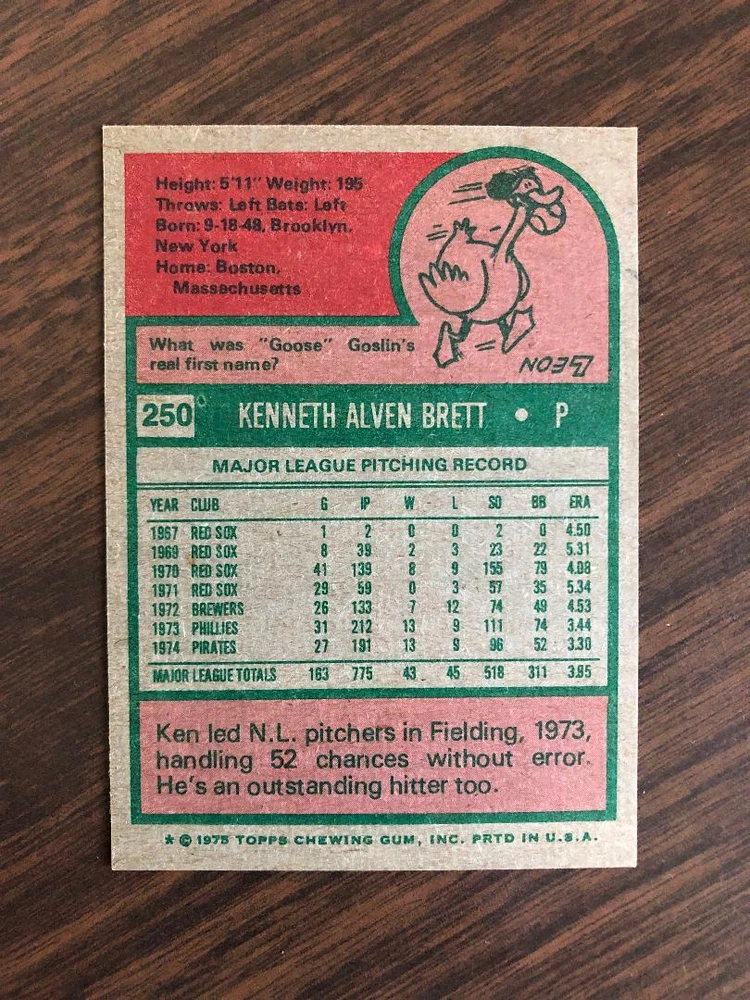 Height: 5'11" Weight: 195
Throws: Left Bats: Left
Born: 9-18-48, Brooklyn,
New York
Home: Boston,
Massachusetts
What was "Goose" Goslin's
real first name?
LEON
250 KENNETH ALVEN BRETT • P
MAJOR LEAGUE PITCHING RECORD
YEAR CLUB G IP W L SO BB ERA
1967 RED SOX 1 2 0 0 2 0 4.50
1969 RED SOX 8 39 2 3 23 22 5.31
1970 RED SOX 41 139 8 9 155 79 4.08
1971 RED SOX 29 59 0 3 57 35 5.34
1972 BREWERS 26 133 7 12 74 49 4.53
1973 PHILLIES 31 212 13 9 111 74 3.44
1974 PIRATES 27 191 13 9 96 52 3.30
MAJOR LEAGUE TOTALS 163 775 43 45 518 311 3.95
Ken led N.L. pitchers in Fielding, 1973,
handling 52 chances without error.
He's an outstanding hitter too.
* © 1975 TOPPS CHEWING GUM, INC. PRTD IN U.S.A.